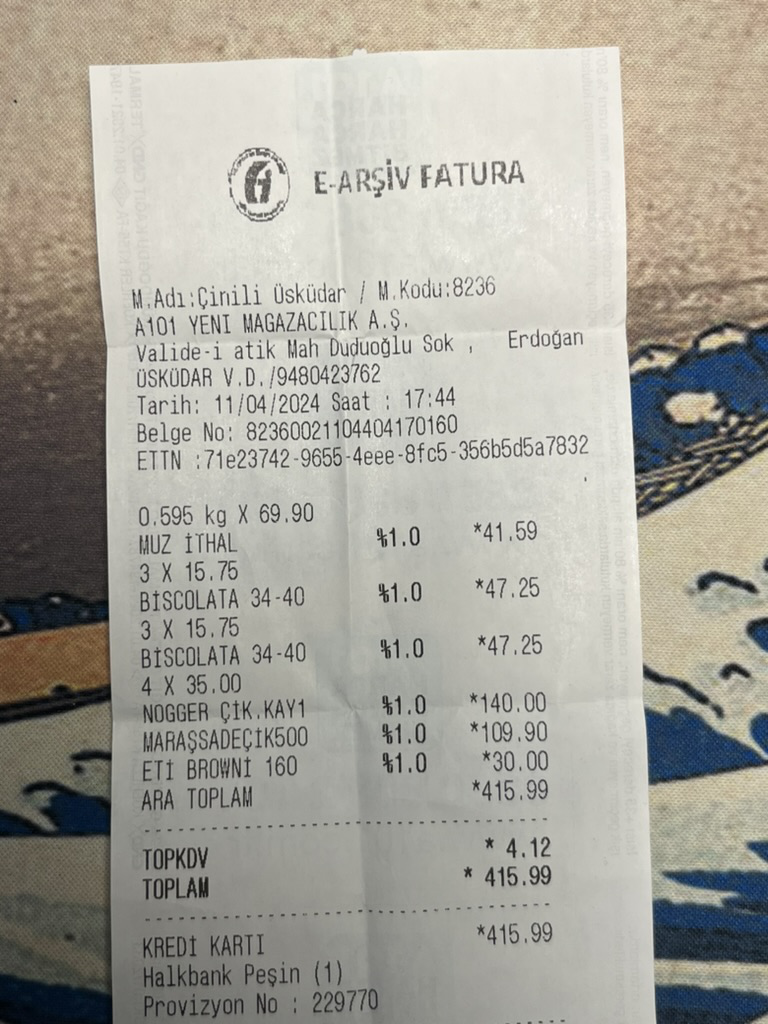 E-ARŞİV FATURA
M.Adı:Çinili Üsküdar / M.Kodu:8236
A101 YENI MAGAZACILIK A.Ş.
Valide-i atik Mah Duduoğlu Sok , Erdoğan
ÜSKÜDAR V.D./9480423762
Tarih: 11/04/2024 Saat : 17:44
Belge No: 82360021104404170160
ETTN :71e23742-9655-4eee-8fc5-356b5d5a7832
0.595 kg X 69.90
MUZ İTHAL %1.0 *41.59
3 X 15.75
BİSCOLATA 34-40 %1.0 *47.25
3 X 15.75
BİSCOLATA 34-40 %1.0 *47.25
4 X 35.00
NOGGER ÇİK.KAY1 %1.0 *140.00
MARAŞSADEÇİK500 %1.0 *109.90
ETİ BROWNİ 160 %1.0 *30.00
ARA TOPLAM *415.99
TOPKDV * 4.12
TOPLAM * 415.99
KREDİ KARTI *415.99
Halkbank Peşin (1)
Provizyon No : 229770